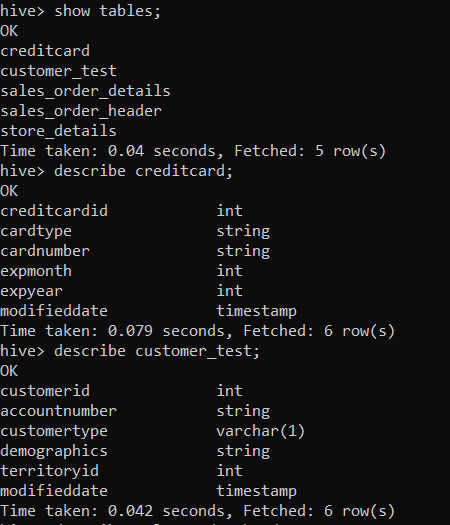 hive> show tables;
OK
creditcard
customer_test
sales_order_details
sales_order_header
store_details
Time taken: 0.04 seconds, Fetched: 5 row(s)
hive> describe creditcard;
OK
creditcardid            int
cardtype                string
cardnumber              string
expmonth                int
expyear                 int
modifieddate            timestamp
Time taken: 0.079 seconds, Fetched: 6 row(s)
hive> describe customer_test;
OK
customerid              int
accountnumber           string
customertype            varchar(1)
demographics            string
territoryid             int
modifieddate            timestamp
Time taken: 0.042 seconds, Fetched: 6 row(s)